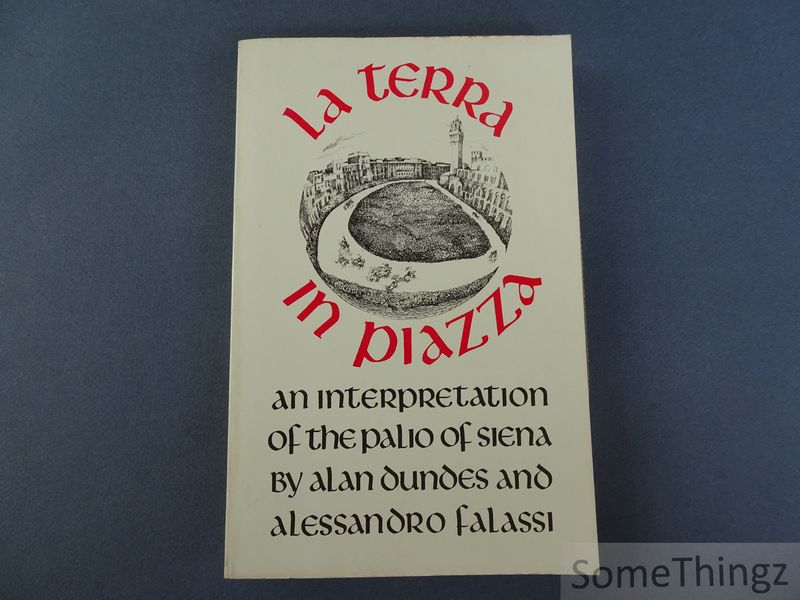 La terra
in piazza
an interpretation
of the palio of siena
by alan dundes and
alessandro falassi
SomeThingz